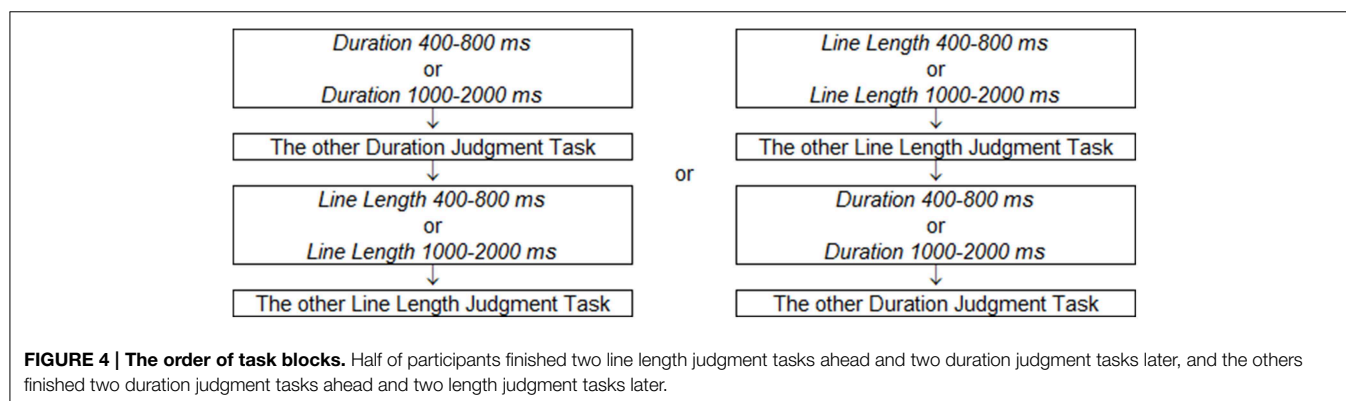 Duration 400-800 ms
or
Duration 1000-2000 ms
↓
The other Duration Judgment Task
↓
Line Length 400-800 ms
or
Line Length 1000-2000 ms
↓
The other Line Length Judgment Task
or
Line Length 400-800 ms
or
Line Length 1000-2000 ms
↓
The other Line Length Judgment Task
↓
Duration 400-800 ms
or
Duration 1000-2000 ms
↓
The other Duration Judgment Task
FIGURE 4 | The order of task blocks. Half of participants finished two line length judgment tasks ahead and two duration judgment tasks later, and the others
finished two duration judgment tasks ahead and two length judgment tasks later.